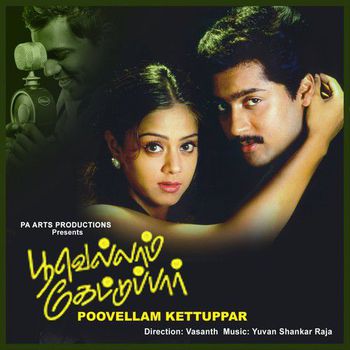 PA ARTS PRODUCTIONS
Presents
பூவெல்லாம்
கேட்டுப்பார்
POOVELLAM KETTUPPAR
Direction: Vasanth Music: Yuvan Shankar Raja